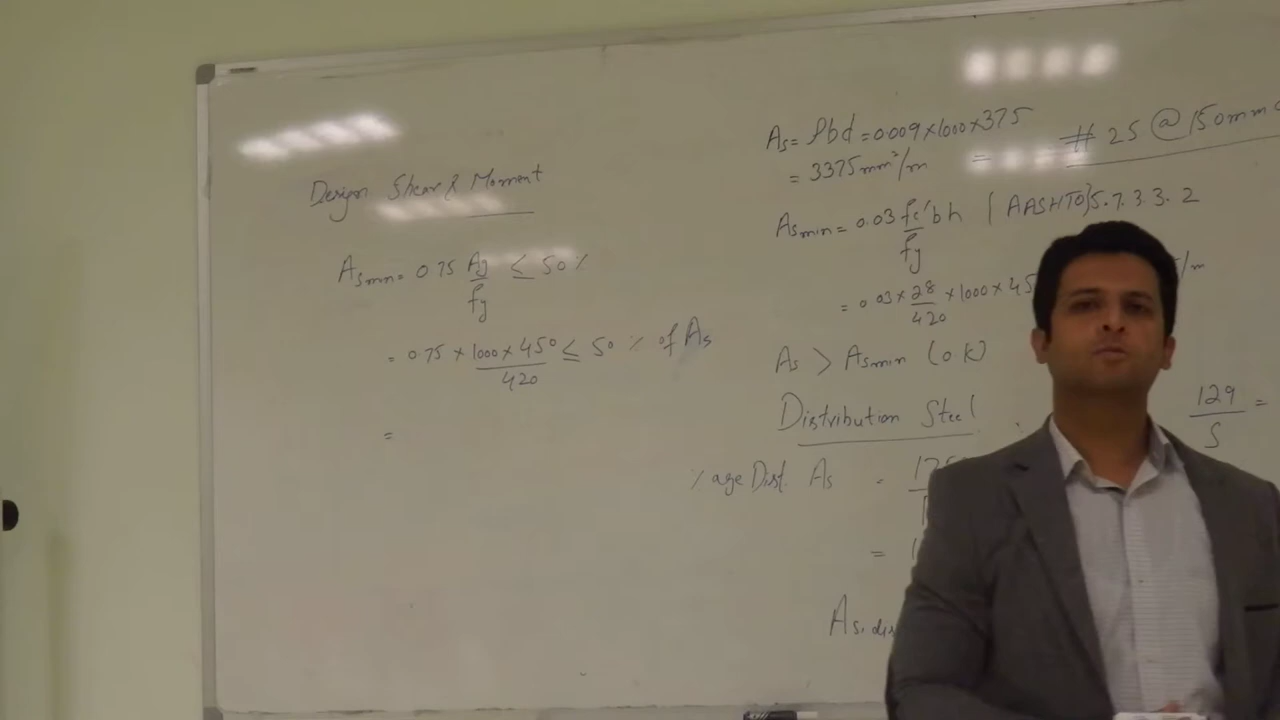 Design Shear & Moment
Asmin = 0.75 Ag/fy ≤ 50 %
= 0.75 × 1000 × 450/420 ≤ 50 % of As
=
As = ρbd = 0.009 × 1000 × 375
= 3375 mm²/m
= # 25 @ 150mm
Asmin = 0.03 fc'/fy bh [AASHTO] 5.7.3.3.2
= 0.03 × 28/420 × 1000 × 45
/m
As > Asmin (O.K)
Distribution Steel
129/S =
%age Dist. As =
=
As, dis